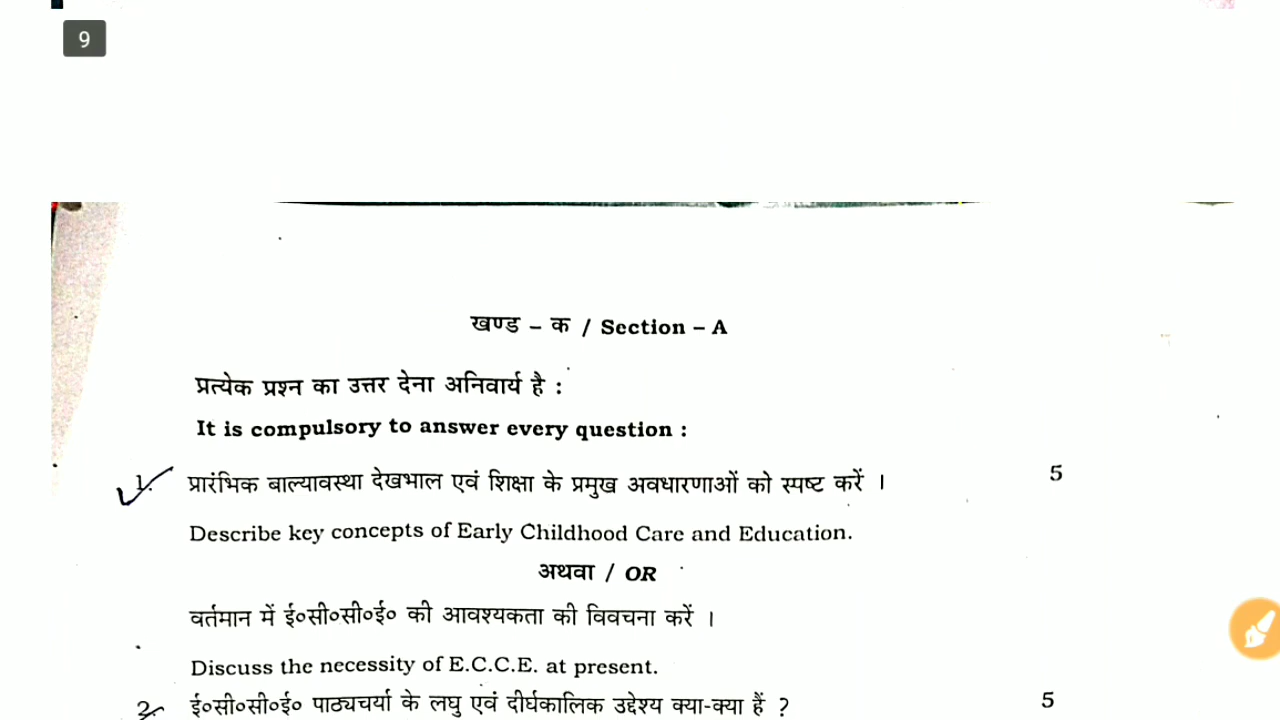 9
खण्ड – क / Section – A
प्रत्येक प्रश्न का उत्तर देना अनिवार्य है :
It is compulsory to answer every question :
1. प्रारंभिक बाल्यावस्था देखभाल एवं शिक्षा के प्रमुख अवधारणाओं को स्पष्ट करें । 5
Describe key concepts of Early Childhood Care and Education.
अथवा / OR
वर्तमान में ई०सी०सी०ई० की आवश्यकता की विवचना करें ।
Discuss the necessity of E.C.C.E. at present.
2. ई०सी०सी०ई० पाठ्यचर्या के लघु एवं दीर्घकालिक उद्देश्य क्या-क्या हैं ? 5